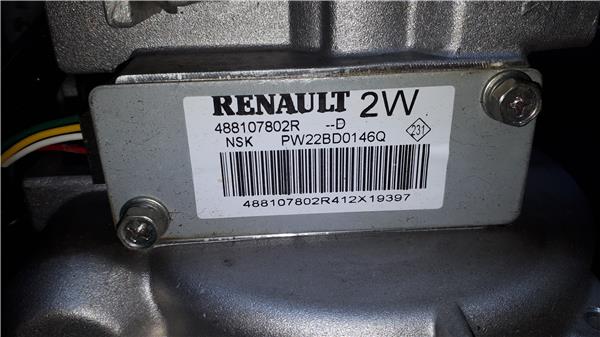 RENAULT 2W
488107802R --D
NSK PW22BD0146Q 231
488107802R412X19397